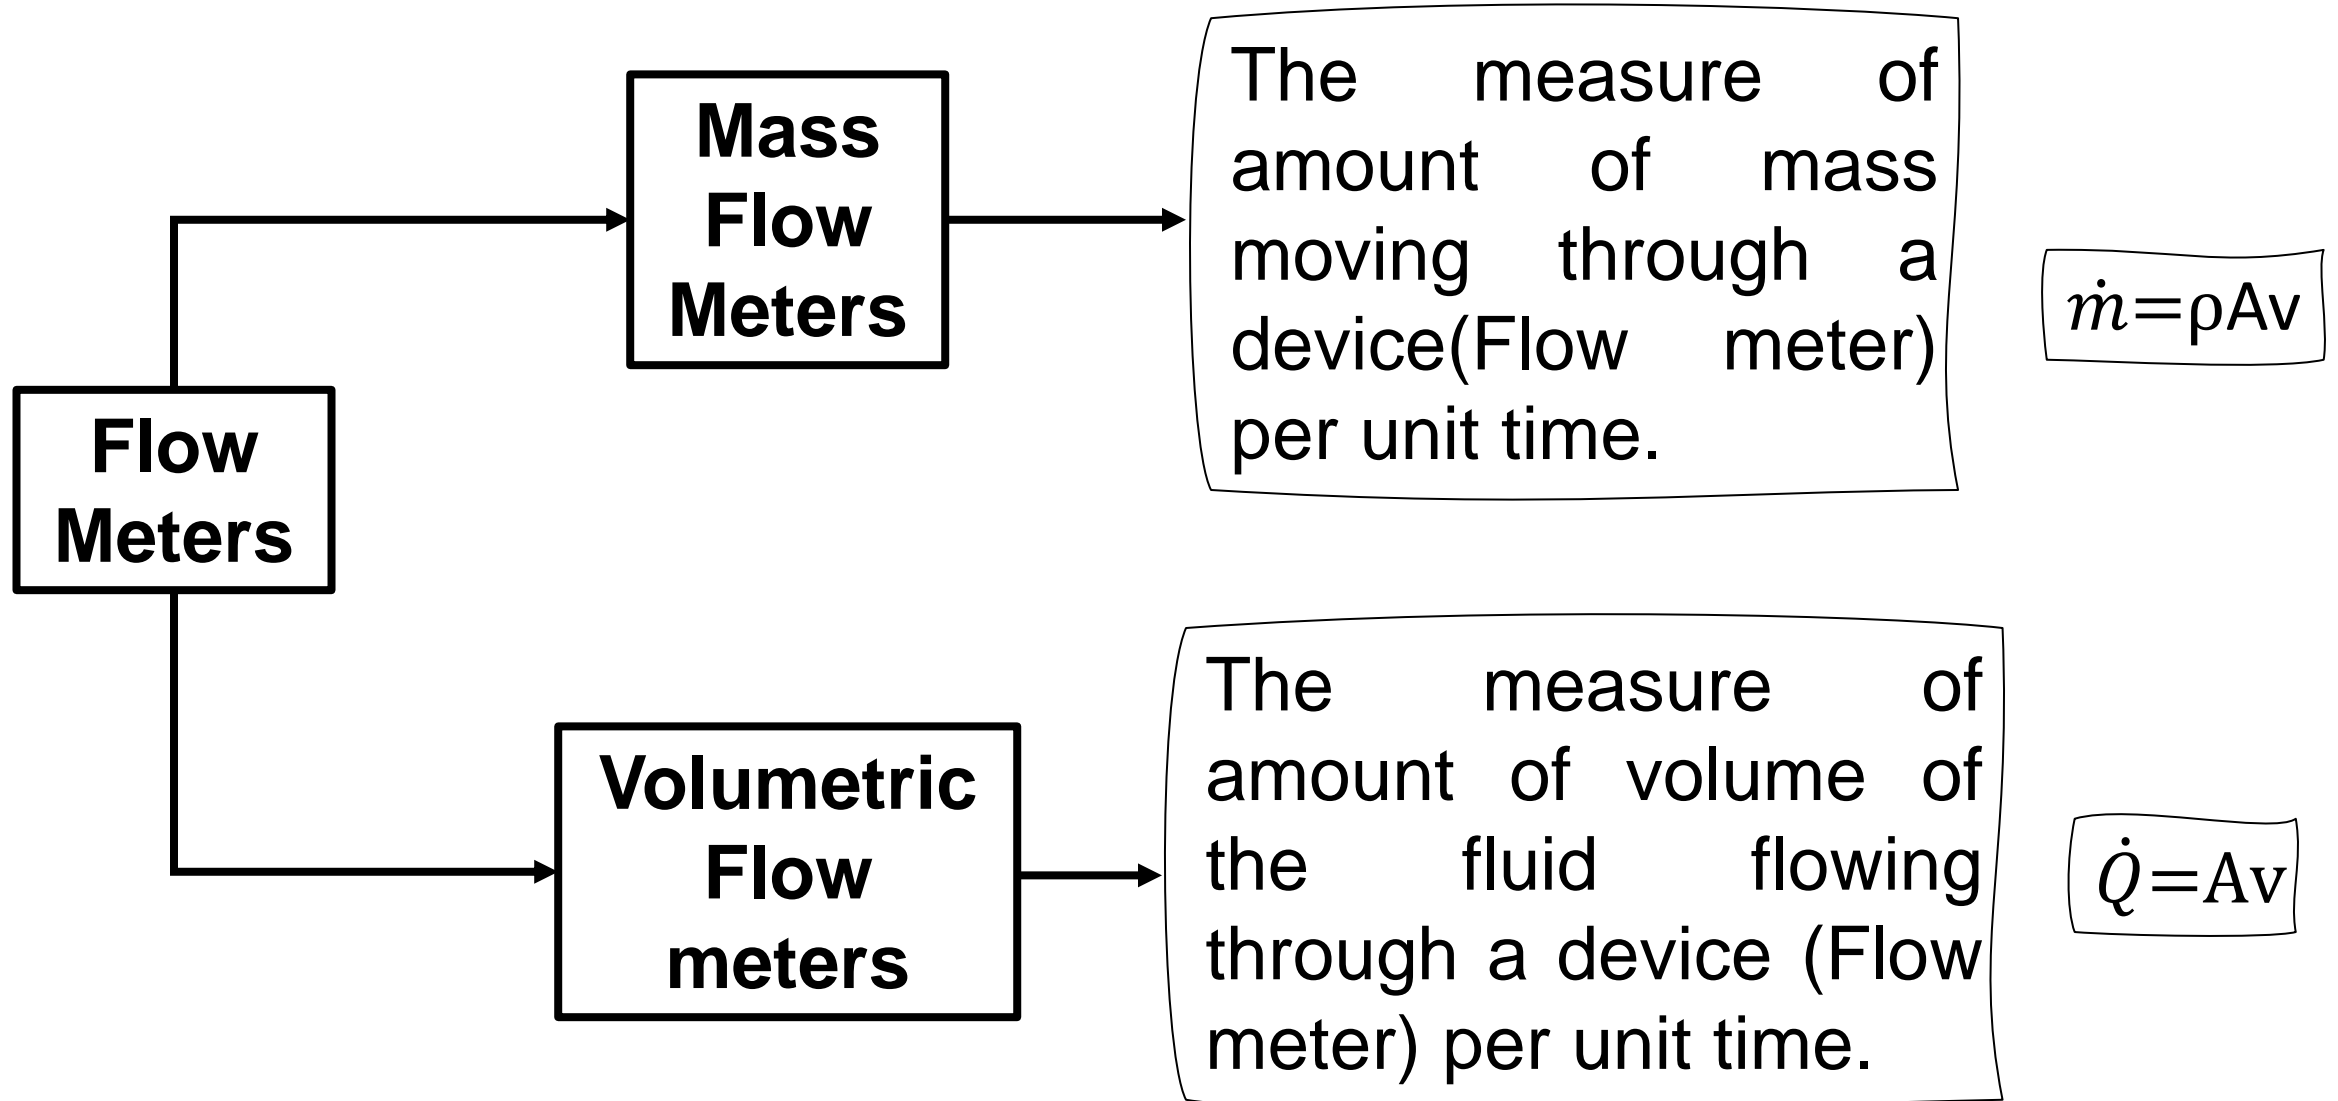 Flow
Meters
Mass
Flow
Meters
The measure of
amount of mass
moving through a
device(Flow meter)
per unit time.
ṁ=ρAv
Volumetric
Flow
meters
The measure of
amount of volume of
the fluid flowing
through a device (Flow
meter) per unit time.
Q̇=Av